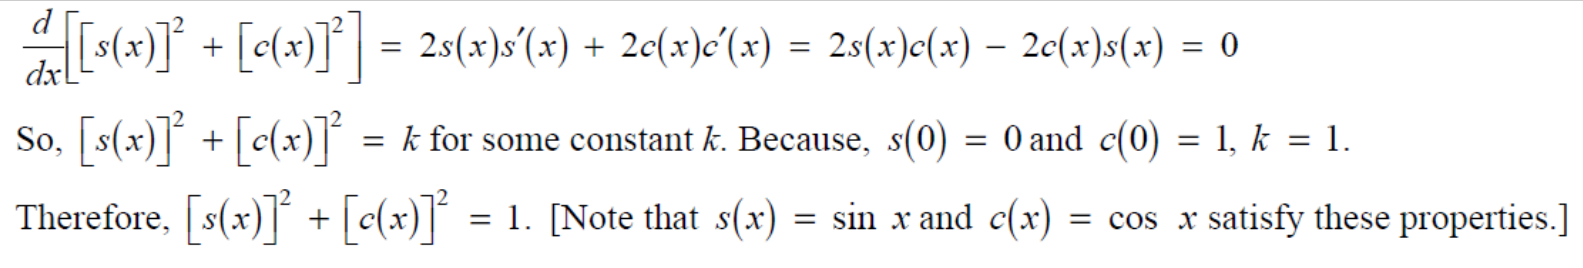 d/dx[[s(x)]² + [c(x)]²] = 2s(x)s′(x) + 2c(x)c′(x) = 2s(x)c(x) − 2c(x)s(x) = 0
So, [s(x)]² + [c(x)]² = k for some constant k. Because, s(0) = 0 and c(0) = 1, k = 1.
Therefore, [s(x)]² + [c(x)]² = 1. [Note that s(x) = sin x and c(x) = cos x satisfy these properties.]